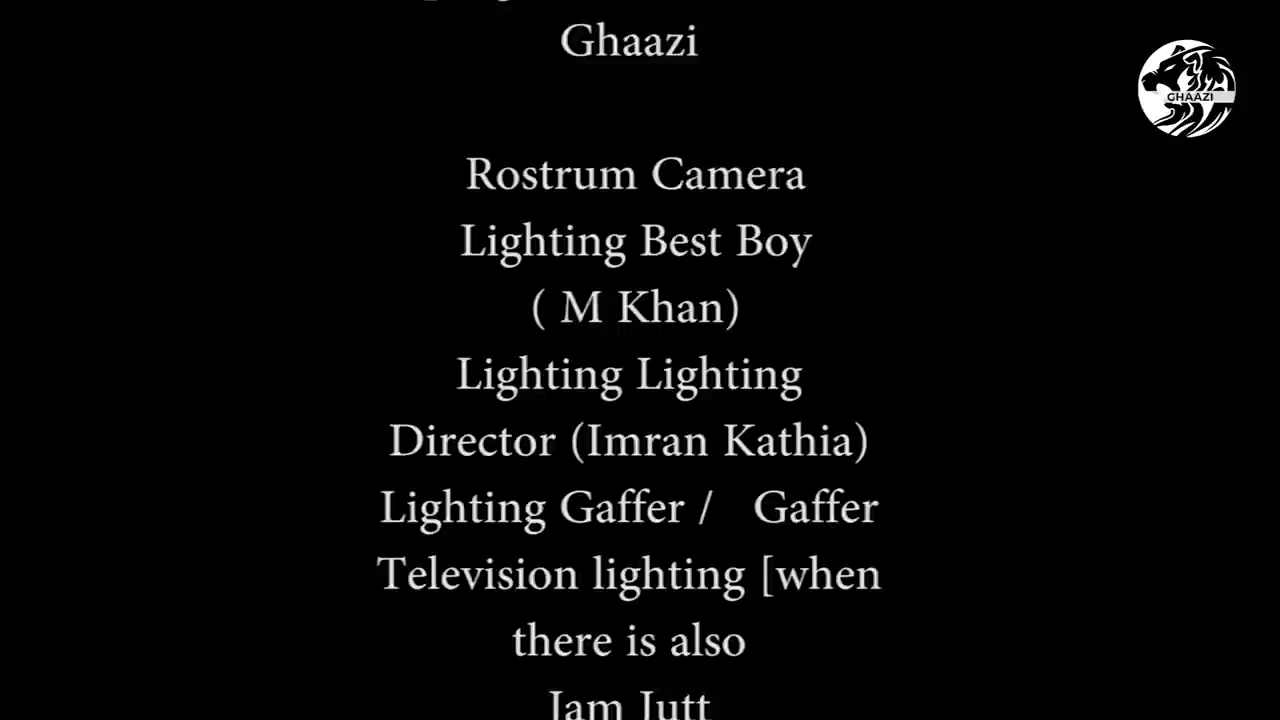 Ghaazi
GHAAZI
Rostrum Camera
Lighting Best Boy
( M Khan)
Lighting Lighting
Director (Imran Kathia)
Lighting Gaffer / Gaffer
Television lighting [when
there is also
Jam Jutt